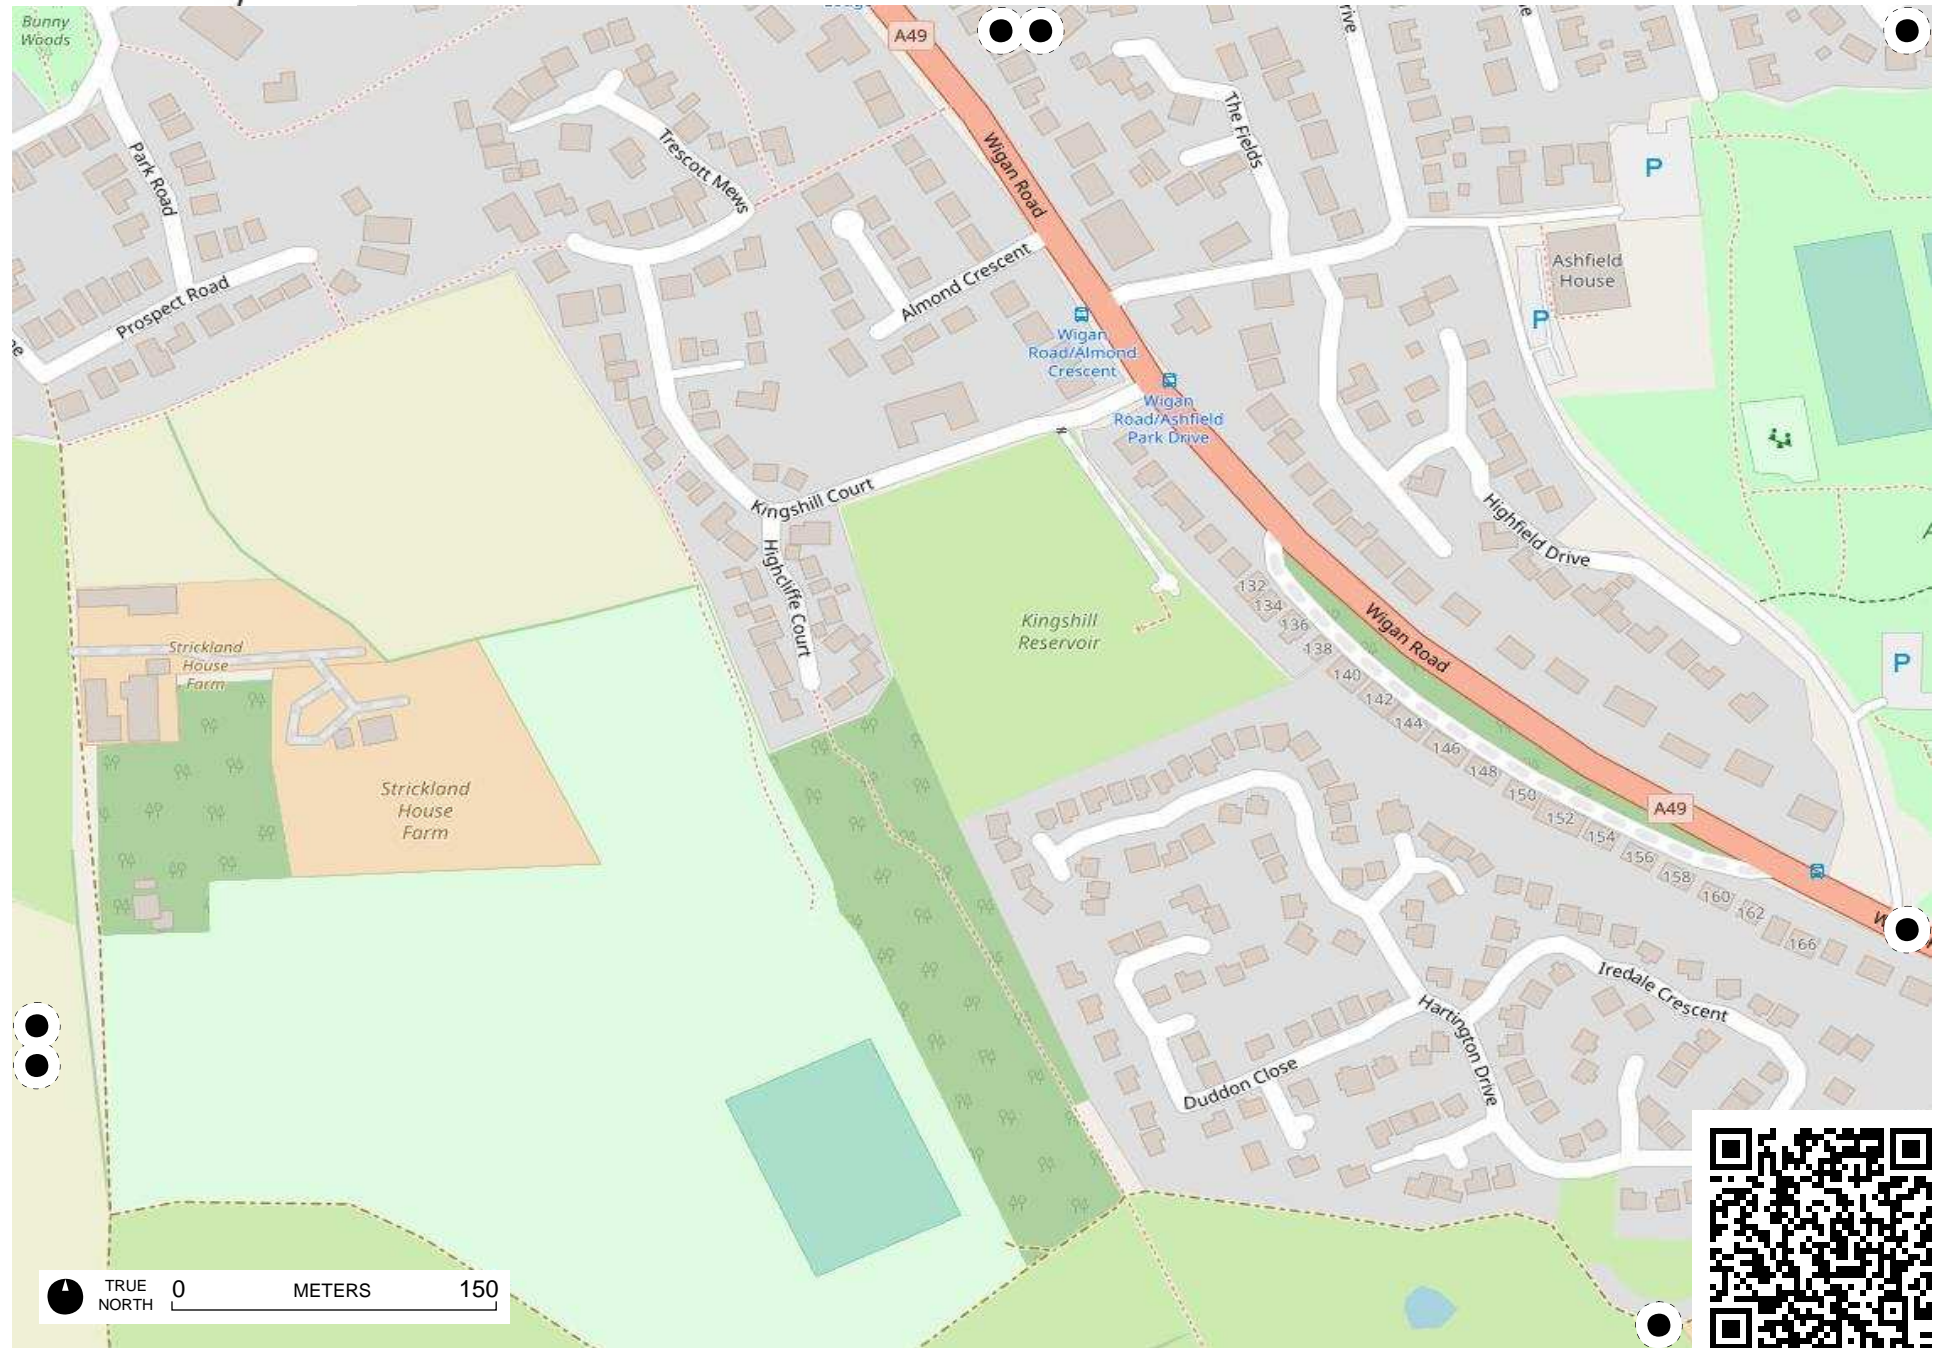 Bunny
Woods
A49
The Fields
Wigan Road
Trescott Mews
Park Road
P
Ashfield
House
Almond Crescent
Prospect Road
P
Wigan
Road/Almond
Crescent
Wigan
Road/Ashfield
Park Drive
Kingshill Court
Highfield Drive
Highcliffe Court
132
134
136
138
140
142
144
146
148
150
152
154
156
158
160
162
166
Kingshill
Reservoir
Wigan Road
P
Strickland
House
Farm
Strickland
House
Farm
A49
Iredale Crescent
Hartington Drive
Duddon Close
TRUE
NORTH
0 METERS 150